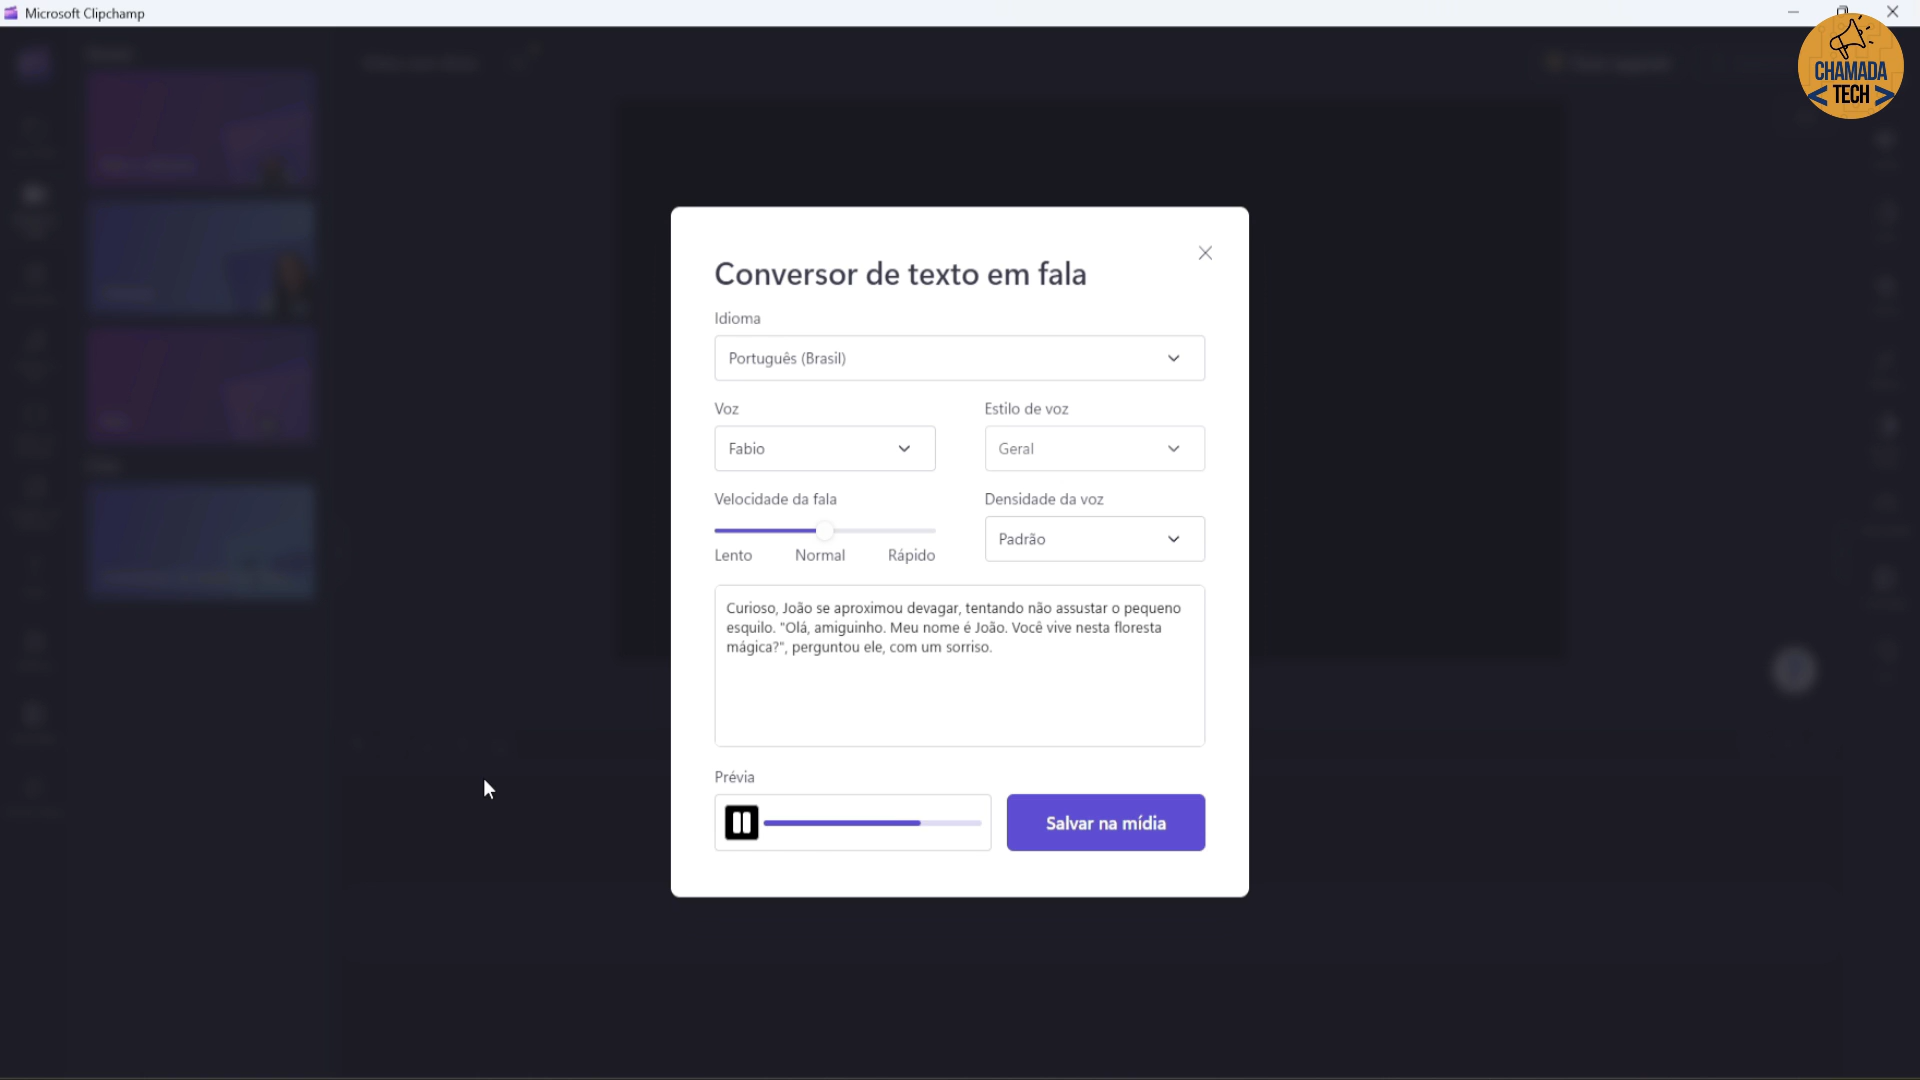 Microsoft Clipchamp
CHAMADA
< TECH >
Conversor de texto em fala
Idioma
Português (Brasil)
Voz
Estilo de voz
Fabio
Geral
Velocidade da fala
Densidade da voz
Padrão
Lento Normal Rápido
Curioso, João se aproximou devagar, tentando não assustar o pequeno
esquilo. "Olá, amiguinho. Meu nome é João. Você vive nesta floresta
mágica?", perguntou ele, com um sorriso.
Prévia
Salvar na mídia